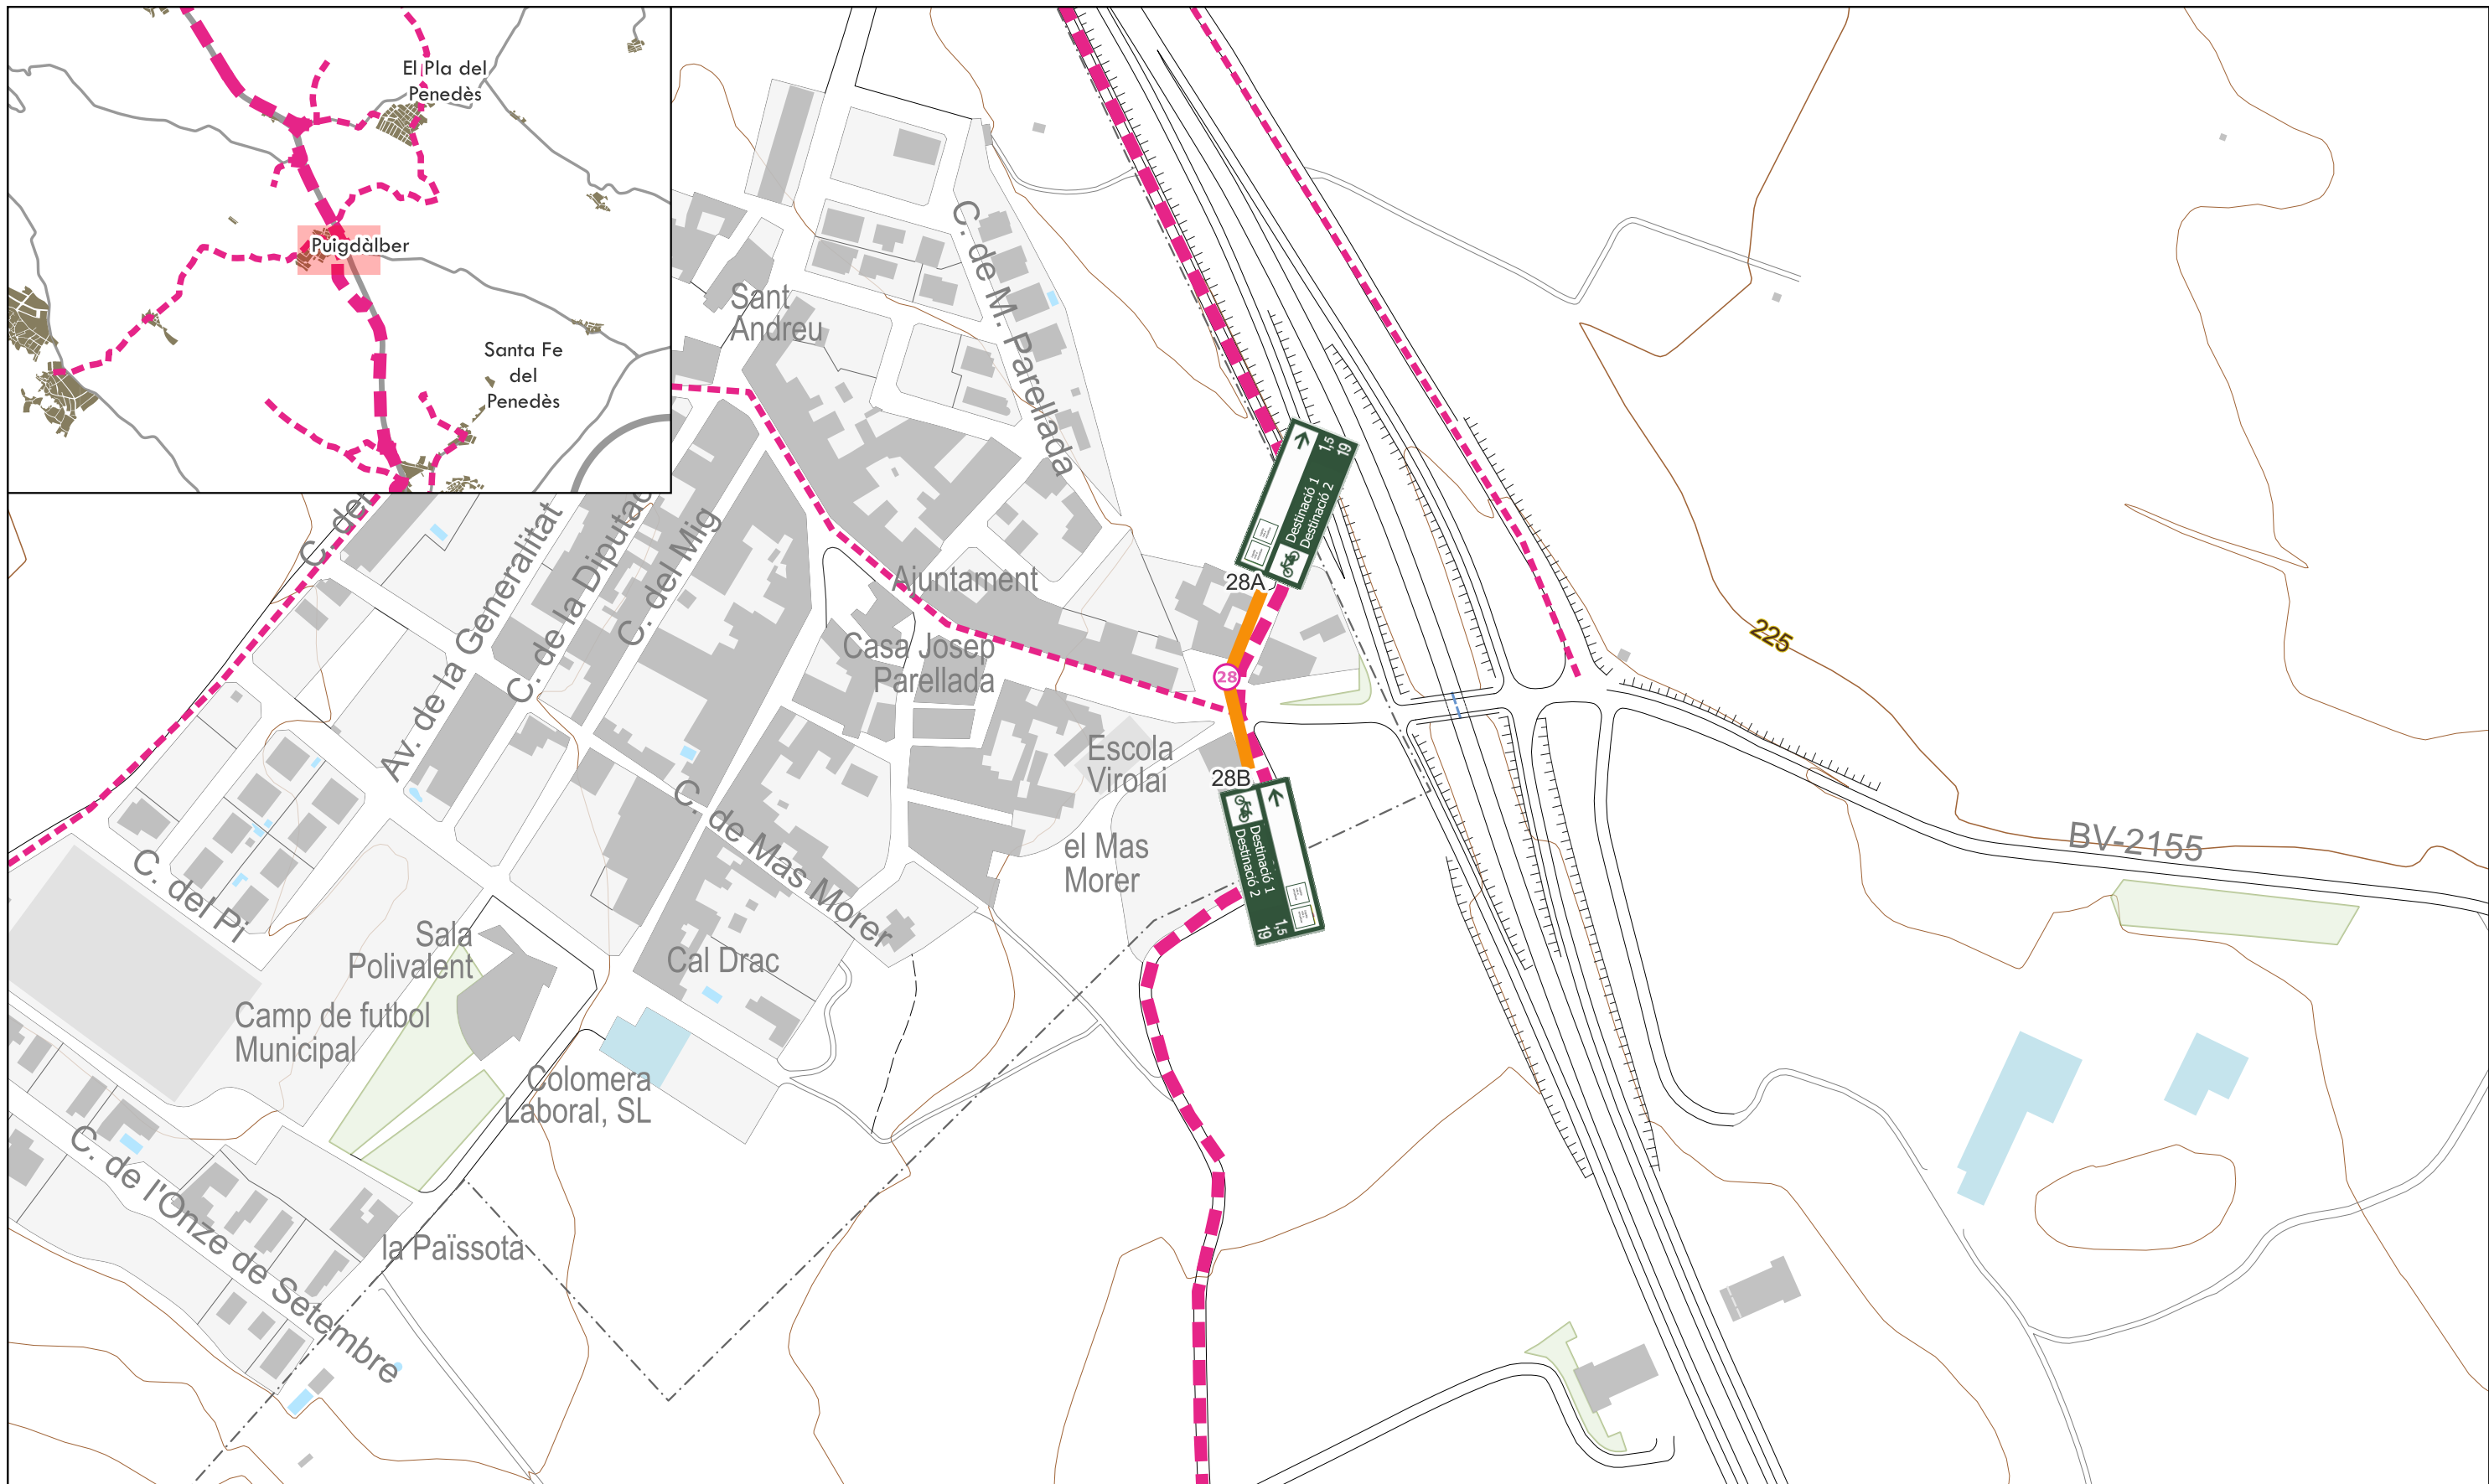 El Pla del
Penedès
Puigdàlber
Santa Fe
del
Penedès
Sant
Andreu
C. de M. Parellada
C. del
Av. de la Generalitat
C. de la Diputac
C. del Mig
Ajuntament
Casa Josep
Parellada
Escola
Virolai
el Mas
Morer
C. de Mas Morer
C. del Pi
Sala
Polivalent
Camp de futbol
Municipal
Cal Drac
Colomera
Laboral, SL
C. de l'Onze de Setembre
la Païssota
28A
28
28B
Destinació 1 1,5
Destinació 2 19
Destinació 1 1,5
Destinació 2 19
225
BV-2155